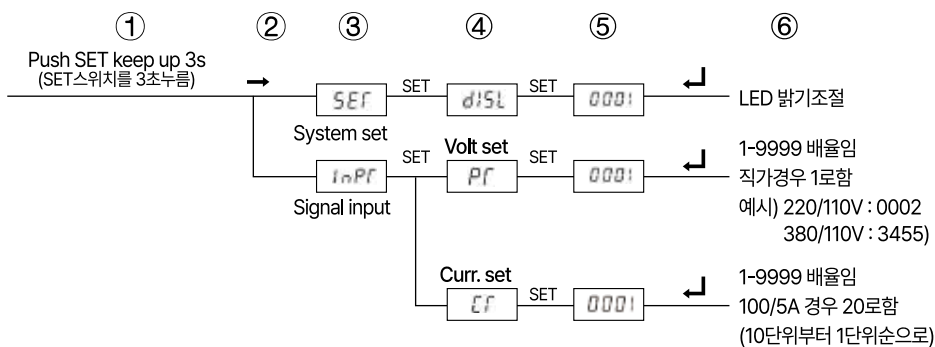 ① ② ③ ④ ⑤ ⑥
Push SET keep up 3s
(SET스위치를 3초누름)
→
SET
SET
dISL
SET
0001
↵
LED 밝기조절
System set
InPT
Signal input
SET
Volt set
PT
SET
0001
↵
1-9999 배율임
직가경우 1로함
예시) 220/110V : 0002
380/110V : 3455)
Curr. set
CT
SET
0001
↵
1-9999 배율임
100/5A 경우 20로함
(10단위부터 1단위순으로)